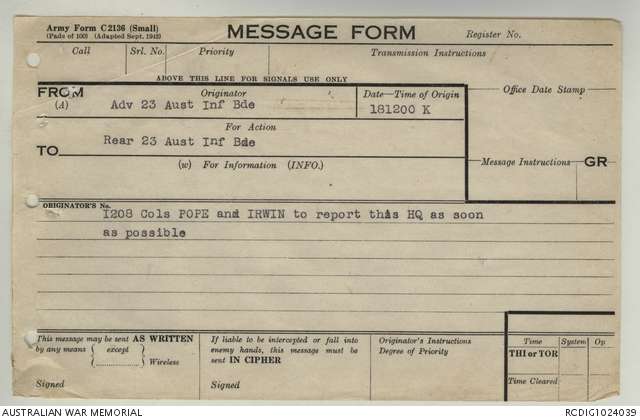 Army Form C2136 (Small)
(Pads of 100) (Adapted Sept. 1942)
MESSAGE FORM
Register No.
Call
Srl. No.
Priority
Transmission Instructions
ABOVE THIS LINE FOR SIGNALS USE ONLY
FROM
(A)
Originator
Adv 23 Aust Inf Bde
Date—Time of Origin
181200 K
Office Date Stamp
For Action
Rear 23 Aust Inf Bde
TO
(w) For Information (INFO.)
Message Instructions
GR
ORIGINATOR'S No.
I208 Cols POPE and IRWIN to report this HQ as soon
as possible
This message may be sent AS WRITTEN
by any means { except }
Wireless
Signed
If liable to be intercepted or fall into
enemy hands, this message must be
sent IN CIPHER
Signed
Originator's Instructions
Degree of Priority
Time
System
Op
THI or TOR
Time Cleared
AUSTRALIAN WAR MEMORIAL
RCDIG1024039